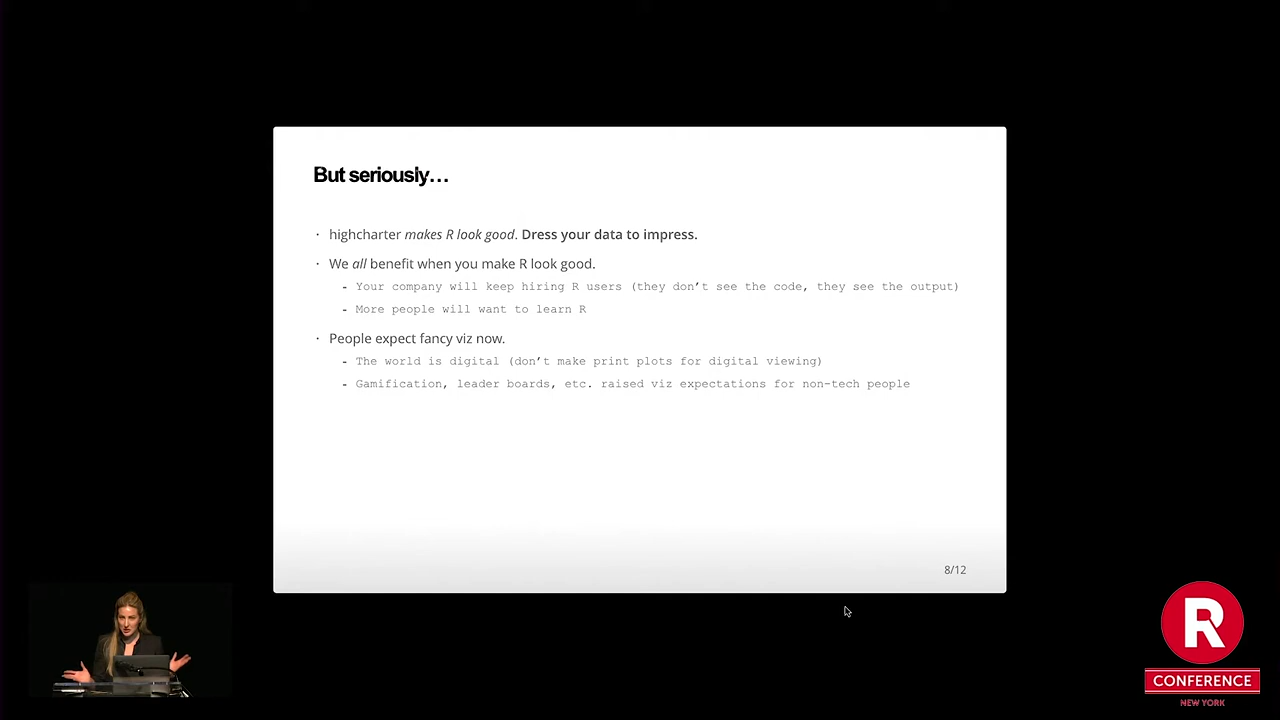 But seriously…
· highcharter makes R look good. Dress your data to impress.
· We all benefit when you make R look good.
- Your company will keep hiring R users (they don’t see the code, they see the output)
- More people will want to learn R
· People expect fancy viz now.
- The world is digital (don’t make print plots for digital viewing)
- Gamification, leader boards, etc. raised viz expectations for non-tech people
8/12
R
CONFERENCE
NEW YORK